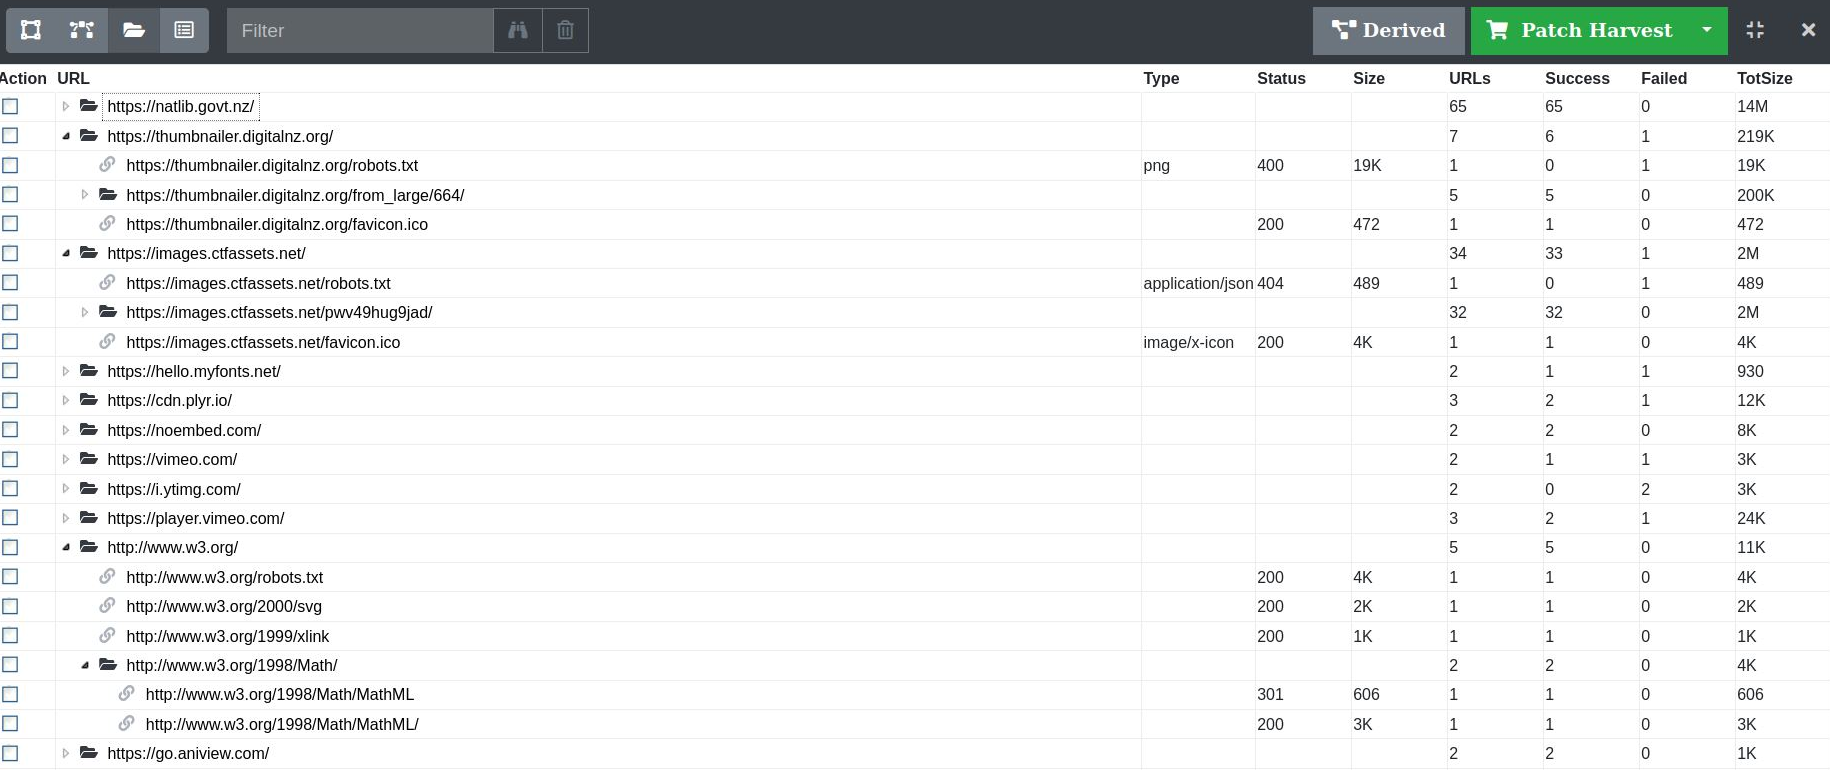 Filter Derived Patch Harvest
Action URL Type Status Size URLs Success Failed TotSize
https://natlib.govt.nz/ 65 65 0 14M
https://thumbnailer.digitalnz.org/ 7 6 1 219K
https://thumbnailer.digitalnz.org/robots.txt png 400 19K 1 0 1 19K
https://thumbnailer.digitalnz.org/from_large/664/ 5 5 0 200K
https://thumbnailer.digitalnz.org/favicon.ico 200 472 1 1 0 472
https://images.ctfassets.net/ 34 33 1 2M
https://images.ctfassets.net/robots.txt application/json 404 489 1 0 1 489
https://images.ctfassets.net/pwv49hug9jad/ 32 32 0 2M
https://images.ctfassets.net/favicon.ico image/x-icon 200 4K 1 1 0 4K
https://hello.myfonts.net/ 2 1 1 930
https://cdn.plyr.io/ 3 2 1 12K
https://noembed.com/ 2 2 0 8K
https://vimeo.com/ 2 1 1 3K
https://i.ytimg.com/ 2 0 2 3K
https://player.vimeo.com/ 3 2 1 24K
http://www.w3.org/ 5 5 0 11K
http://www.w3.org/robots.txt 200 4K 1 1 0 4K
http://www.w3.org/2000/svg 200 2K 1 1 0 2K
http://www.w3.org/1999/xlink 200 1K 1 1 0 1K
http://www.w3.org/1998/Math/ 2 2 0 4K
http://www.w3.org/1998/Math/MathML 301 606 1 1 0 606
http://www.w3.org/1998/Math/MathML/ 200 3K 1 1 0 3K
https://go.aniview.com/ 2 2 0 1K